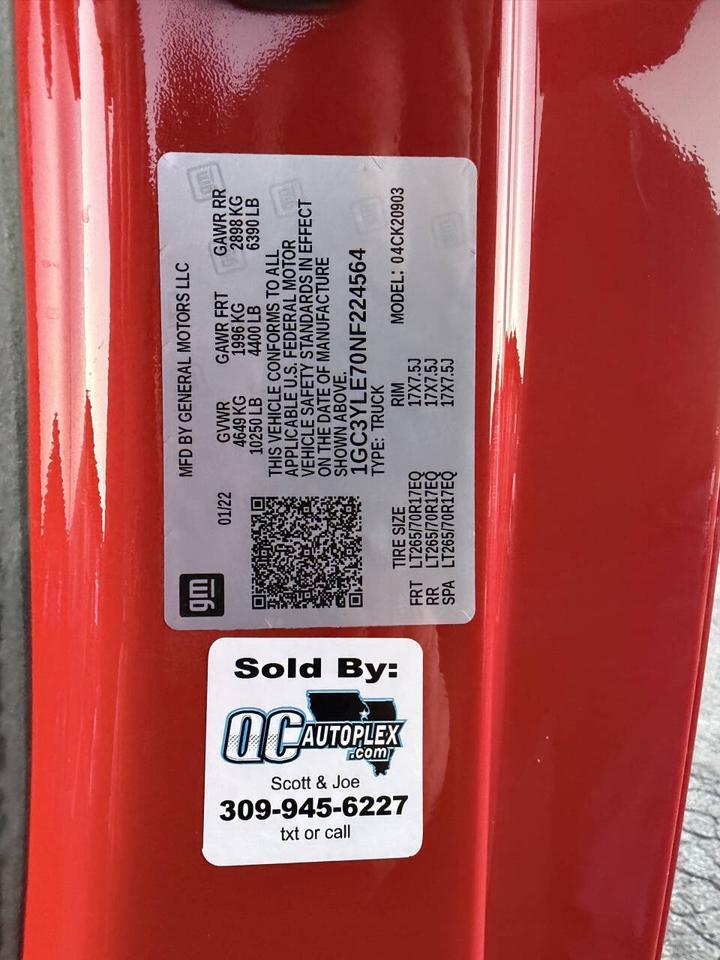 MFD BY GENERAL MOTORS LLC
01/22
GVWR GAWR FRT GAWR RR
4649KG 1996 KG 2898 KG
10250 LB 4400 LB 6390 LB
THIS VEHICLE CONFORMS TO ALL
APPLICABLE U.S. FEDERAL MOTOR
VEHICLE SAFETY STANDARDS IN EFFECT
ON THE DATE OF MANUFACTURE
SHOWN ABOVE.
1GC3YLE70NF224564
TYPE: TRUCK
MODEL: 04CK20903
TIRE SIZE RIM
FRT LT265/70R17EQ 17X7.5J
RR LT265/70R17EQ 17X7.5J
SPA LT265/70R17EQ 17X7.5J
gm
Sold By:
QC AUTOPLEX
.com
Scott & Joe
309-945-6227
txt or call